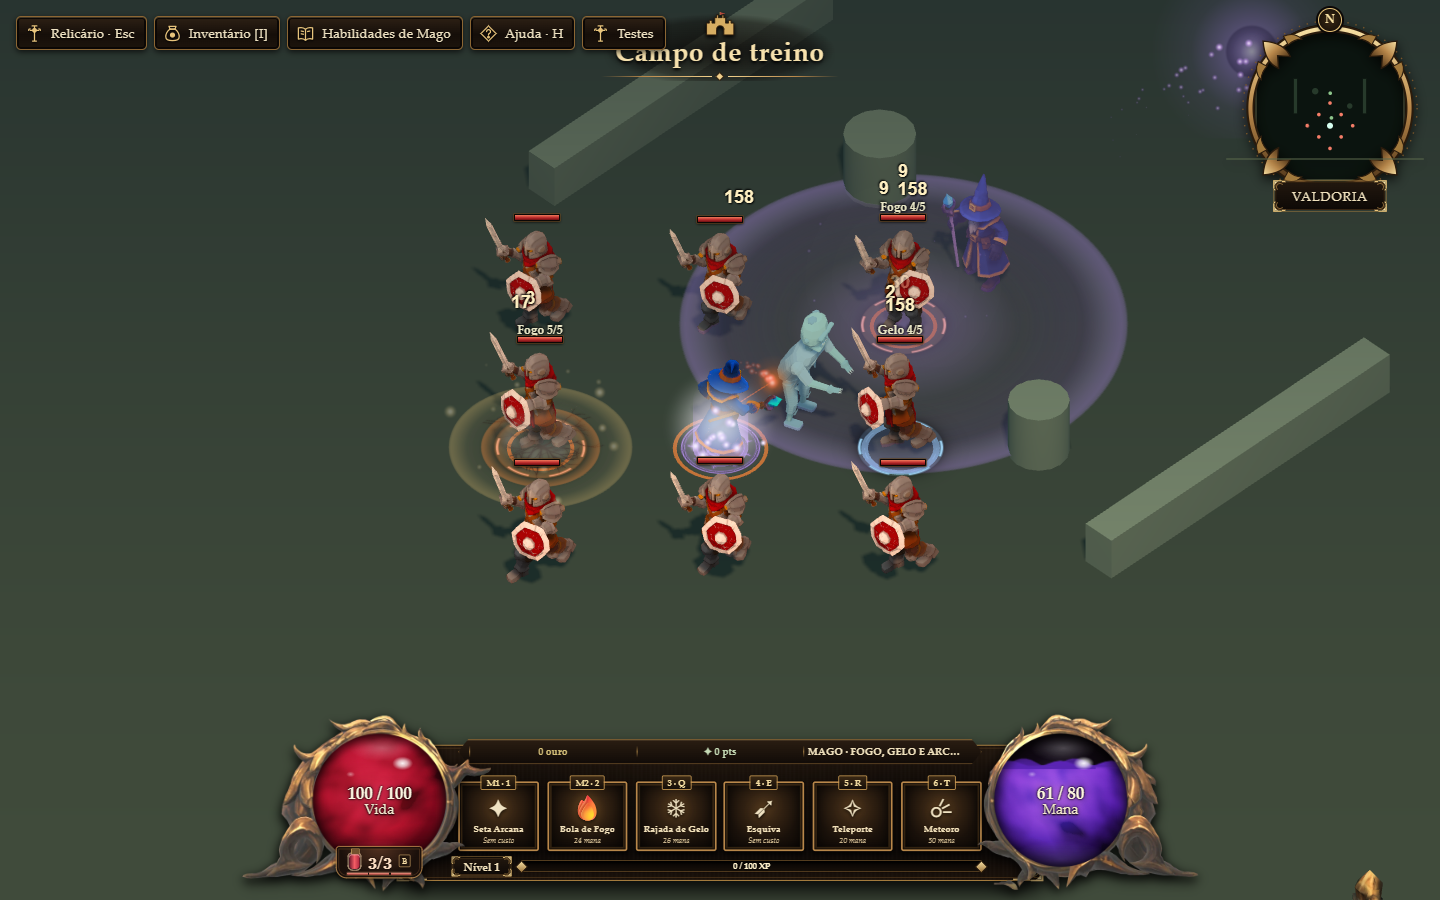 Relicário · Esc
Inventário [I]
Habilidades de Mago
Ajuda · H
Testes
Campo de treino
N
VALDORIA
158
9
9 158
Fogo 4/5
Fogo 5/5
158
Gelo 4/5
100 / 100
Vida
3/3
B
0 ouro
0 pts
MAGO · FOGO, GELO E ARC...
M1 · 1
Seta Arcana
Sem custo
M2 · 2
Bola de Fogo
24 mana
3 · Q
Rajada de Gelo
26 mana
4 · E
Esquiva
Sem custo
5 · R
Teleporte
20 mana
6 · T
Meteoro
50 mana
Nível 1
0 / 100 XP
61 / 80
Mana